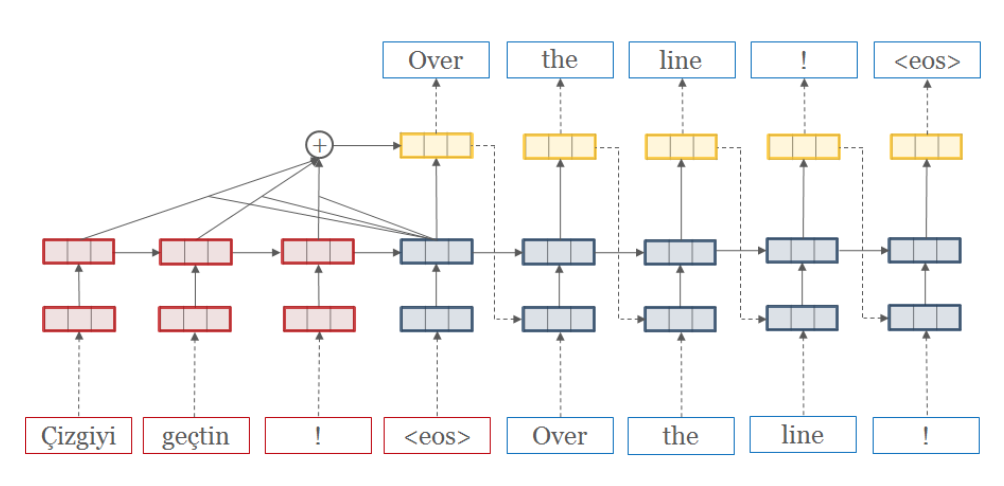 Over the line ! <eos>
+
Çizgiyi geçtin ! <eos> Over the line !